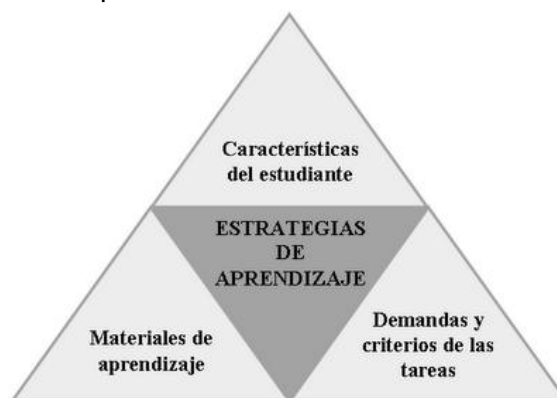 Características
del estudiante
ESTRATEGIAS
DE
APRENDIZAJE
Materiales de
aprendizaje
Demandas y
criterios de las
tareas